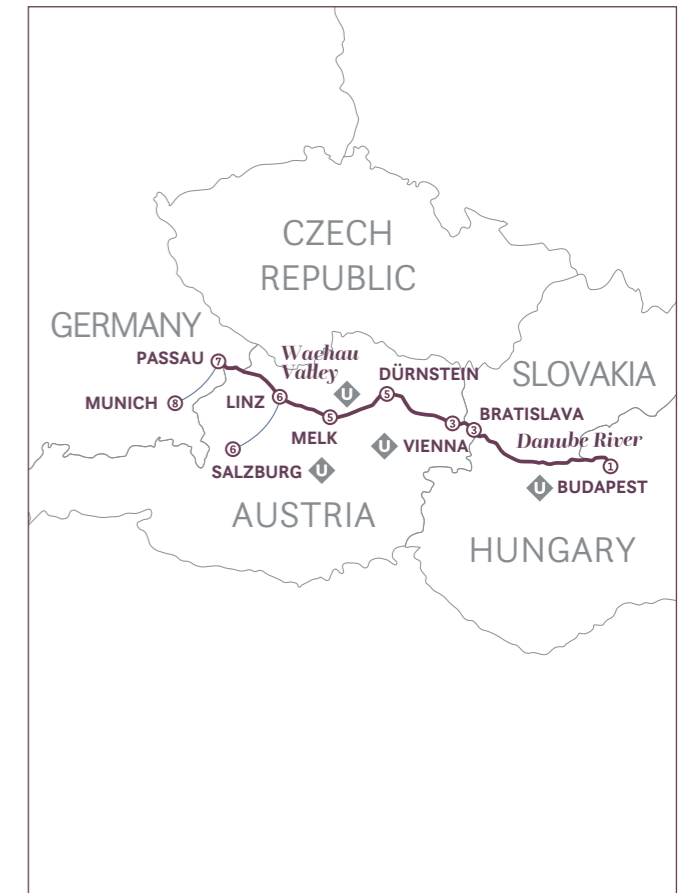 CZECH
REPUBLIC
GERMANY
Wachau
Valley
PASSAU 7
DÜRNSTEIN
SLOVAKIA
U
5
MUNICH 8
LINZ 6
5
MELK
3
3
BRATISLAVA
Danube River
SALZBURG
6
U
U
VIENNA
1
U
BUDAPEST
AUSTRIA
HUNGARY